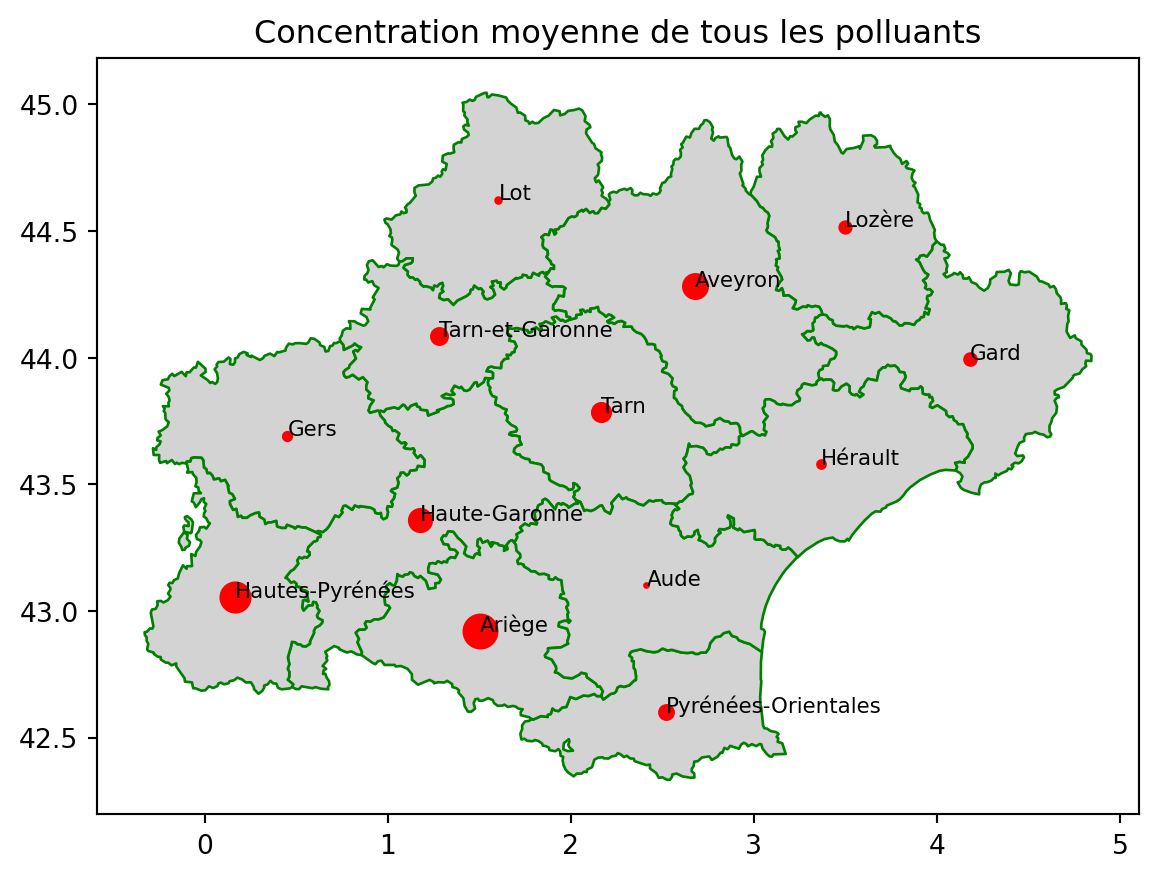 Concentration moyenne de tous les polluants
45.0
44.5
44.0
43.5
43.0
42.5
Lot
Lozère
Aveyron
Tarn-et-Garonne
Gard
Tarn
Gers
Hérault
Haute-Garonne
Aude
Hautes-Pyrénées
Ariège
Pyrénées-Orientales
0 1 2 3 4 5